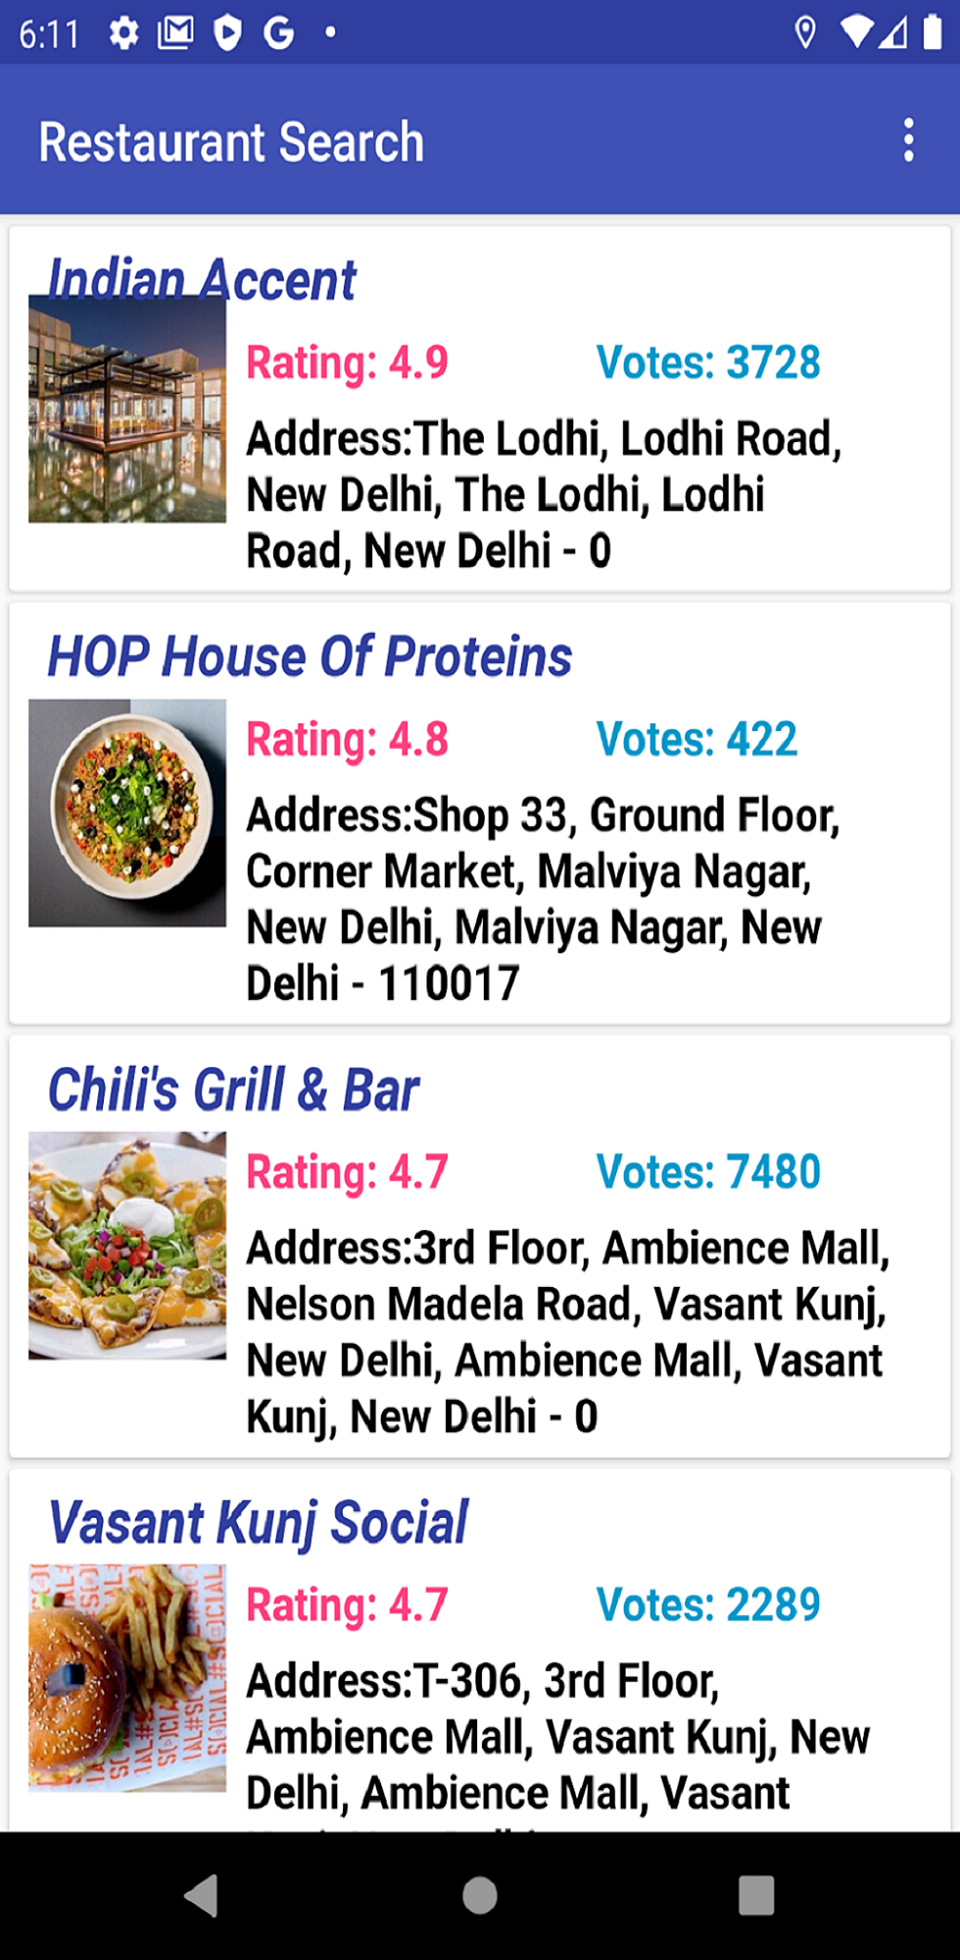 6:11
Restaurant Search
Indian Accent
Rating: 4.9 Votes: 3728
Address:The Lodhi, Lodhi Road,
New Delhi, The Lodhi, Lodhi
Road, New Delhi - 0
HOP House Of Proteins
Rating: 4.8 Votes: 422
Address:Shop 33, Ground Floor,
Corner Market, Malviya Nagar,
New Delhi, Malviya Nagar, New
Delhi - 110017
Chili's Grill & Bar
Rating: 4.7 Votes: 7480
Address:3rd Floor, Ambience Mall,
Nelson Madela Road, Vasant Kunj,
New Delhi, Ambience Mall, Vasant
Kunj, New Delhi - 0
Vasant Kunj Social
Rating: 4.7 Votes: 2289
Address:T-306, 3rd Floor,
Ambience Mall, Vasant Kunj, New
Delhi, Ambience Mall, Vasant